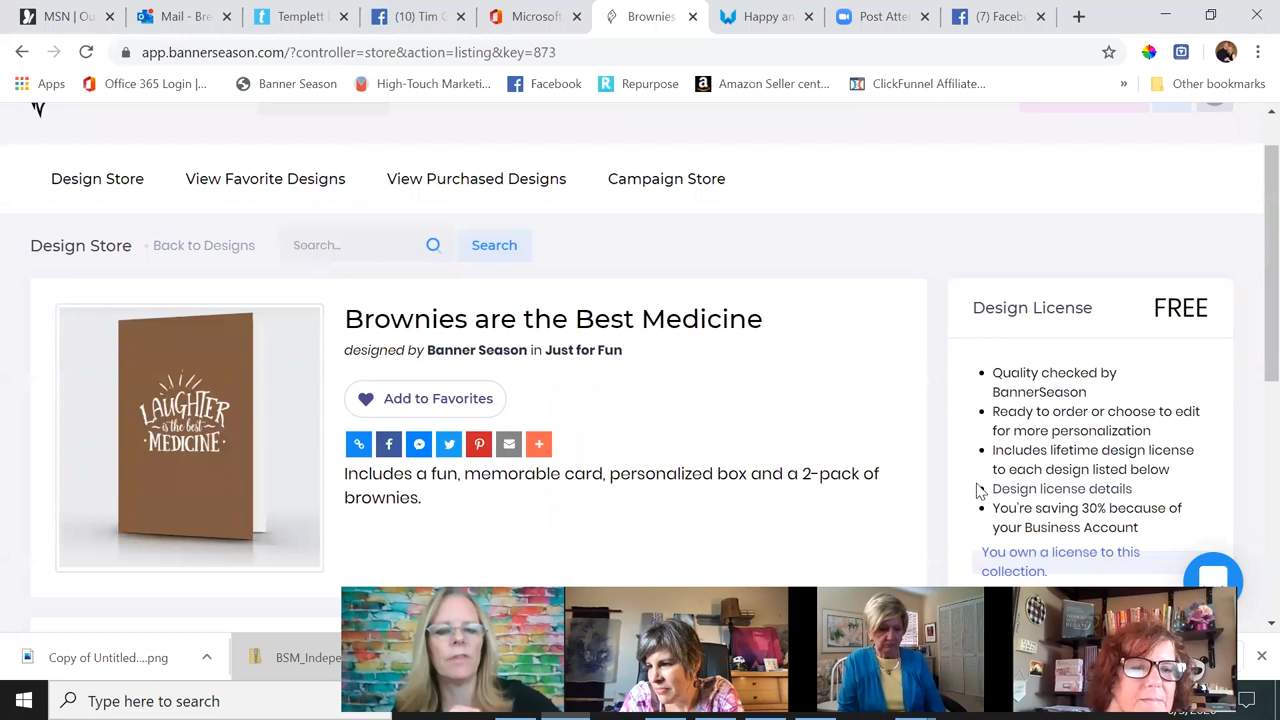 MSN | Ou
Mail - Bre
Templett
(10) Tim C
Microsoft
Brownies
Happy an
Post Atte
(7) Faceb
app.bannerseason.com/?controller=store&action=listing&key=873
Apps
Office 365 Login |...
Banner Season
High-Touch Marketi...
Facebook
Repurpose
Amazon Seller cent...
ClickFunnel Affiliate...
»
Other bookmarks
Design Store
View Favorite Designs
View Purchased Designs
Campaign Store
Design Store
Back to Designs
Search...
Search
LAUGHTER
is the best
MEDICINE
Brownies are the Best Medicine
designed by Banner Season in Just for Fun
Add to Favorites
Includes a fun, memorable card, personalized box and a 2-pack of
brownies.
Design License
FREE
Quality checked by
BannerSeason
Ready to order or choose to edit
for more personalization
Includes lifetime design license
to each design listed below
Design license details
You're saving 30% because of
your Business Account
You own a license to this
collection.
Copy of Untitled....png
BSM_Indepe
Type here to search